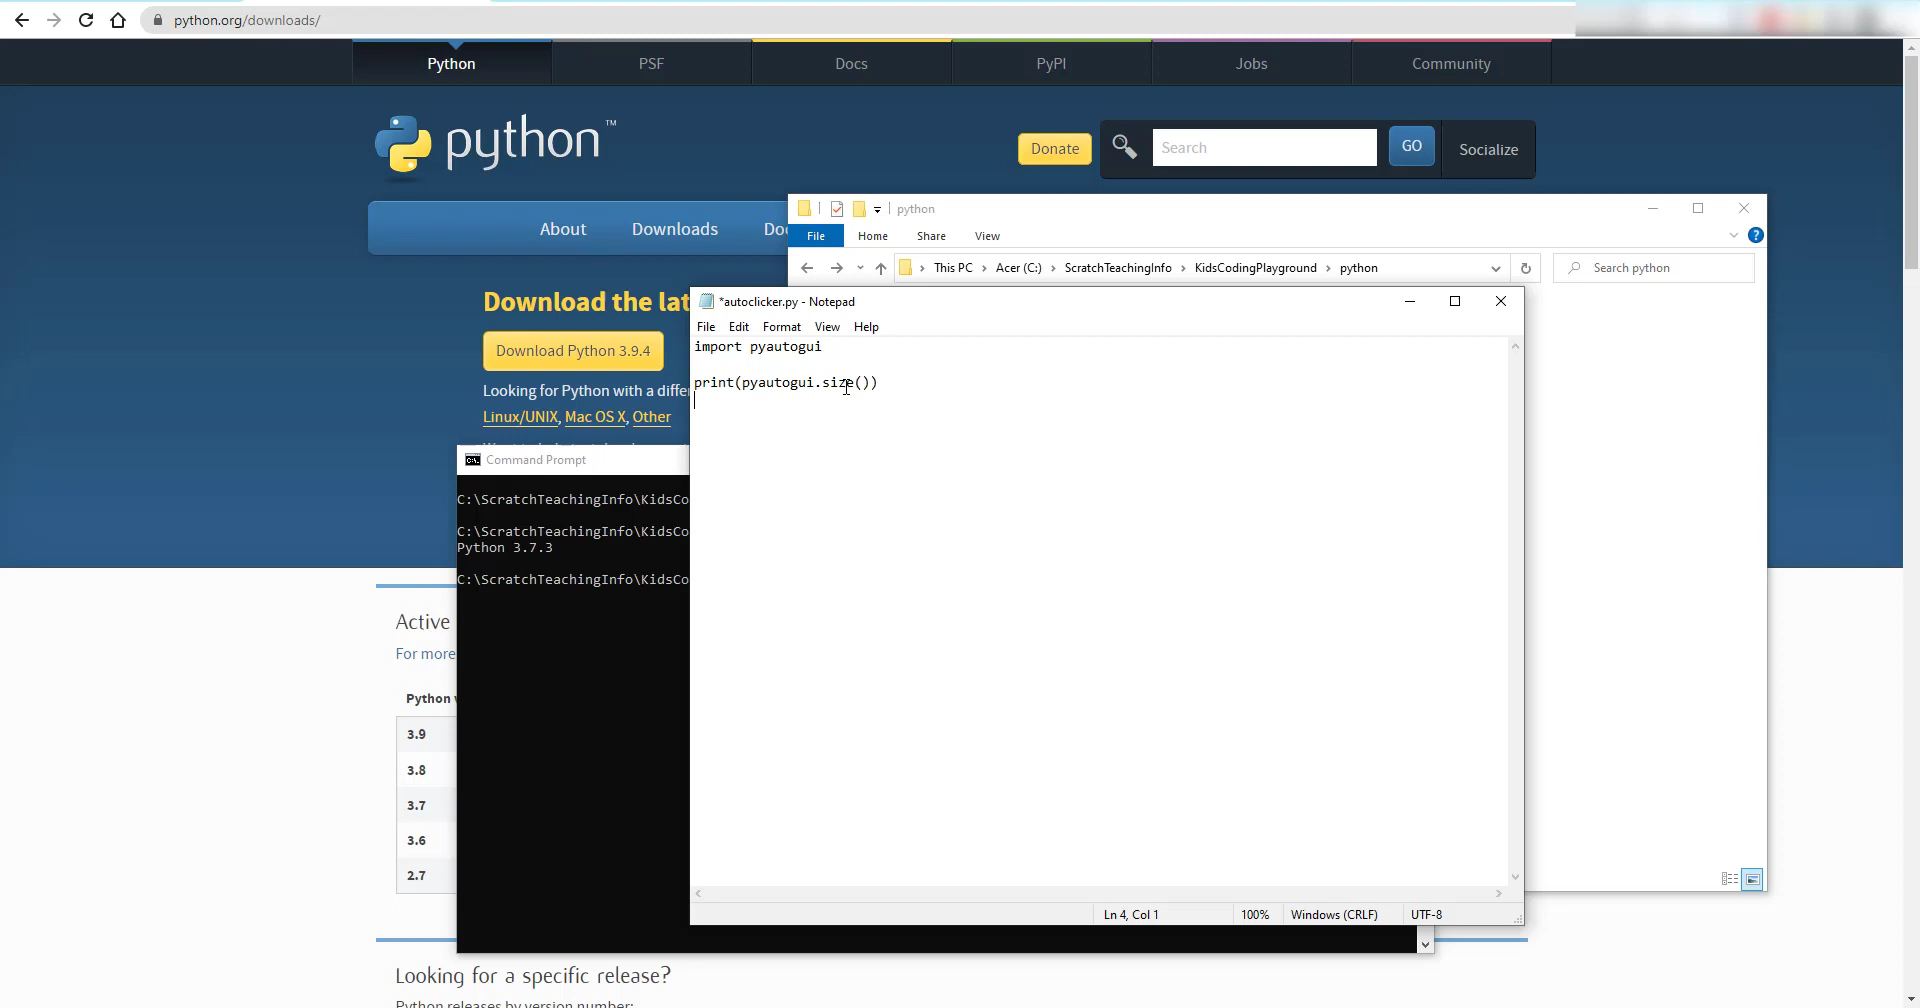 python.org/downloads/
Python PSF Docs PyPI Jobs Community
python™
Donate Search GO Socialize
About Downloads
python
File Home Share View
This PC › Acer (C:) › ScratchTeachingInfo › KidsCodingPlayground › python
Search python
Download the
Download Python 3.9.4
Looking for Python with a
Linux/UNIX, Mac OS X, Other
*autoclicker.py - Notepad
File Edit Format View Help
import pyautogui
print(pyautogui.size())
Ln 4, Col 1 100% Windows (CRLF) UTF-8
Command Prompt
C:\ScratchTeachingInfo\KidsCo
C:\ScratchTeachingInfo\KidsCo
Python 3.7.3
C:\ScratchTeachingInfo\KidsCo
Active
For more
Python
3.9
3.8
3.7
3.6
2.7
Looking for a specific release?
Python releases by version number: